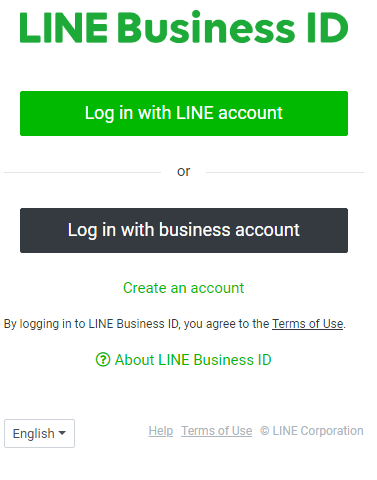 LINE Business ID
Log in with LINE account
or
Log in with business account
Create an account
By logging in to LINE Business ID, you agree to the Terms of Use.
? About LINE Business ID
English
Help Terms of Use © LINE Corporation